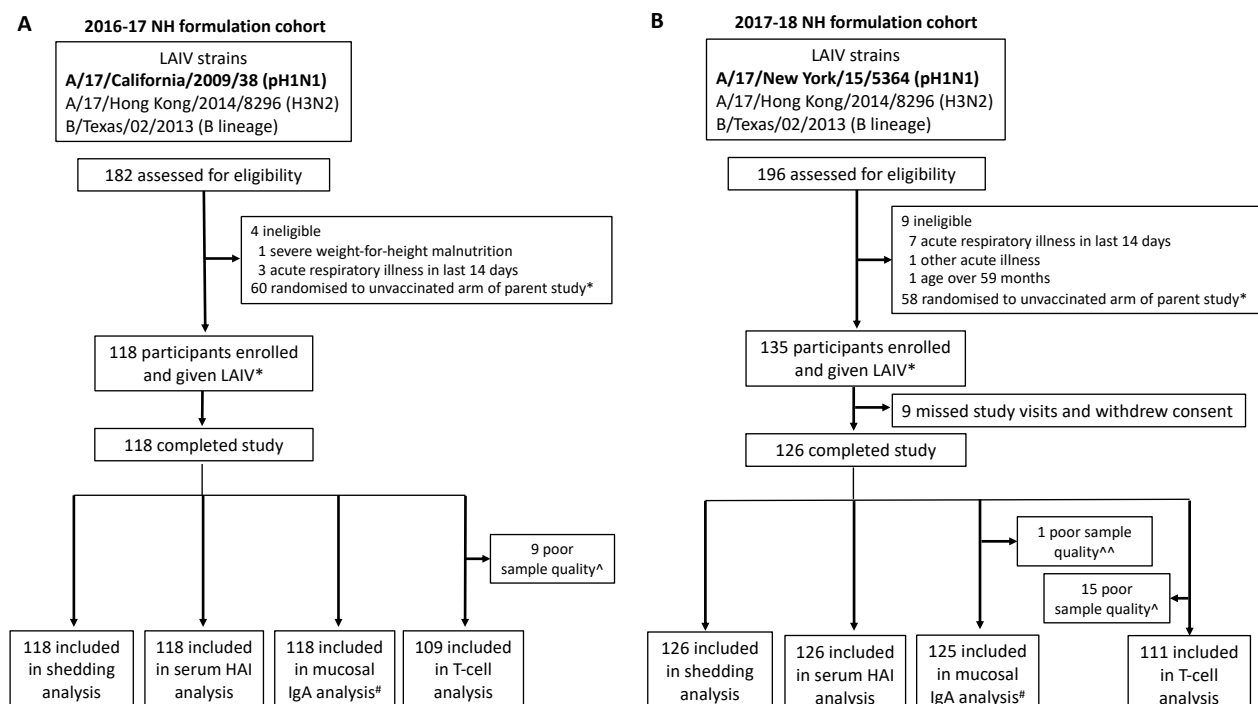 A
2016-17 NH formulation cohort
LAIV strains
A/17/California/2009/38 (pH1N1)
A/17/Hong Kong/2014/8296 (H3N2)
B/Texas/02/2013 (B lineage)
182 assessed for eligibility
4 ineligible
1 severe weight-for-height malnutrition
3 acute respiratory illness in last 14 days
60 randomised to unvaccinated arm of parent study*
118 participants enrolled
and given LAIV*
118 completed study
9 poor
sample quality^
118 included
in shedding
analysis
118 included
in serum HAI
analysis
118 included
in mucosal
IgA analysis#
109 included
in T-cell
analysis
B
2017-18 NH formulation cohort
LAIV strains
A/17/New York/15/5364 (pH1N1)
A/17/Hong Kong/2014/8296 (H3N2)
B/Texas/02/2013 (B lineage)
196 assessed for eligibility
9 ineligible
7 acute respiratory illness in last 14 days
1 other acute illness
1 age over 59 months
58 randomised to unvaccinated arm of parent study*
135 participants enrolled
and given LAIV*
9 missed study visits and withdrew consent
126 completed study
1 poor sample
quality^^
15 poor
sample quality^
126 included
in shedding
analysis
126 included
in serum HAI
analysis
125 included
in mucosal
IgA analysis#
111 included
in T-cell
analysis